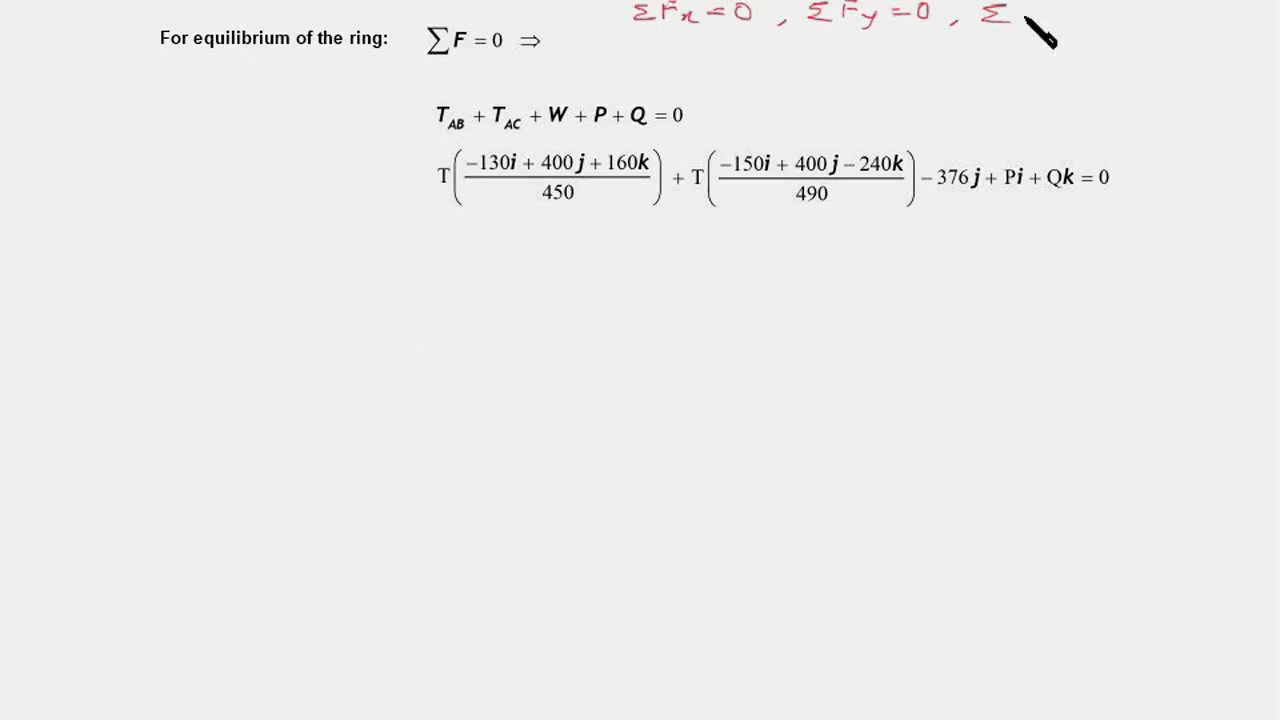 ΣFx = 0 , ΣFy = 0 , Σ
For equilibrium of the ring: ∑F = 0 ⇒
T_AB + T_AC + W + P + Q = 0
T((−130i + 400j + 160k)/450) + T((−150i + 400j − 240k)/490) − 376j + Pi + Qk = 0